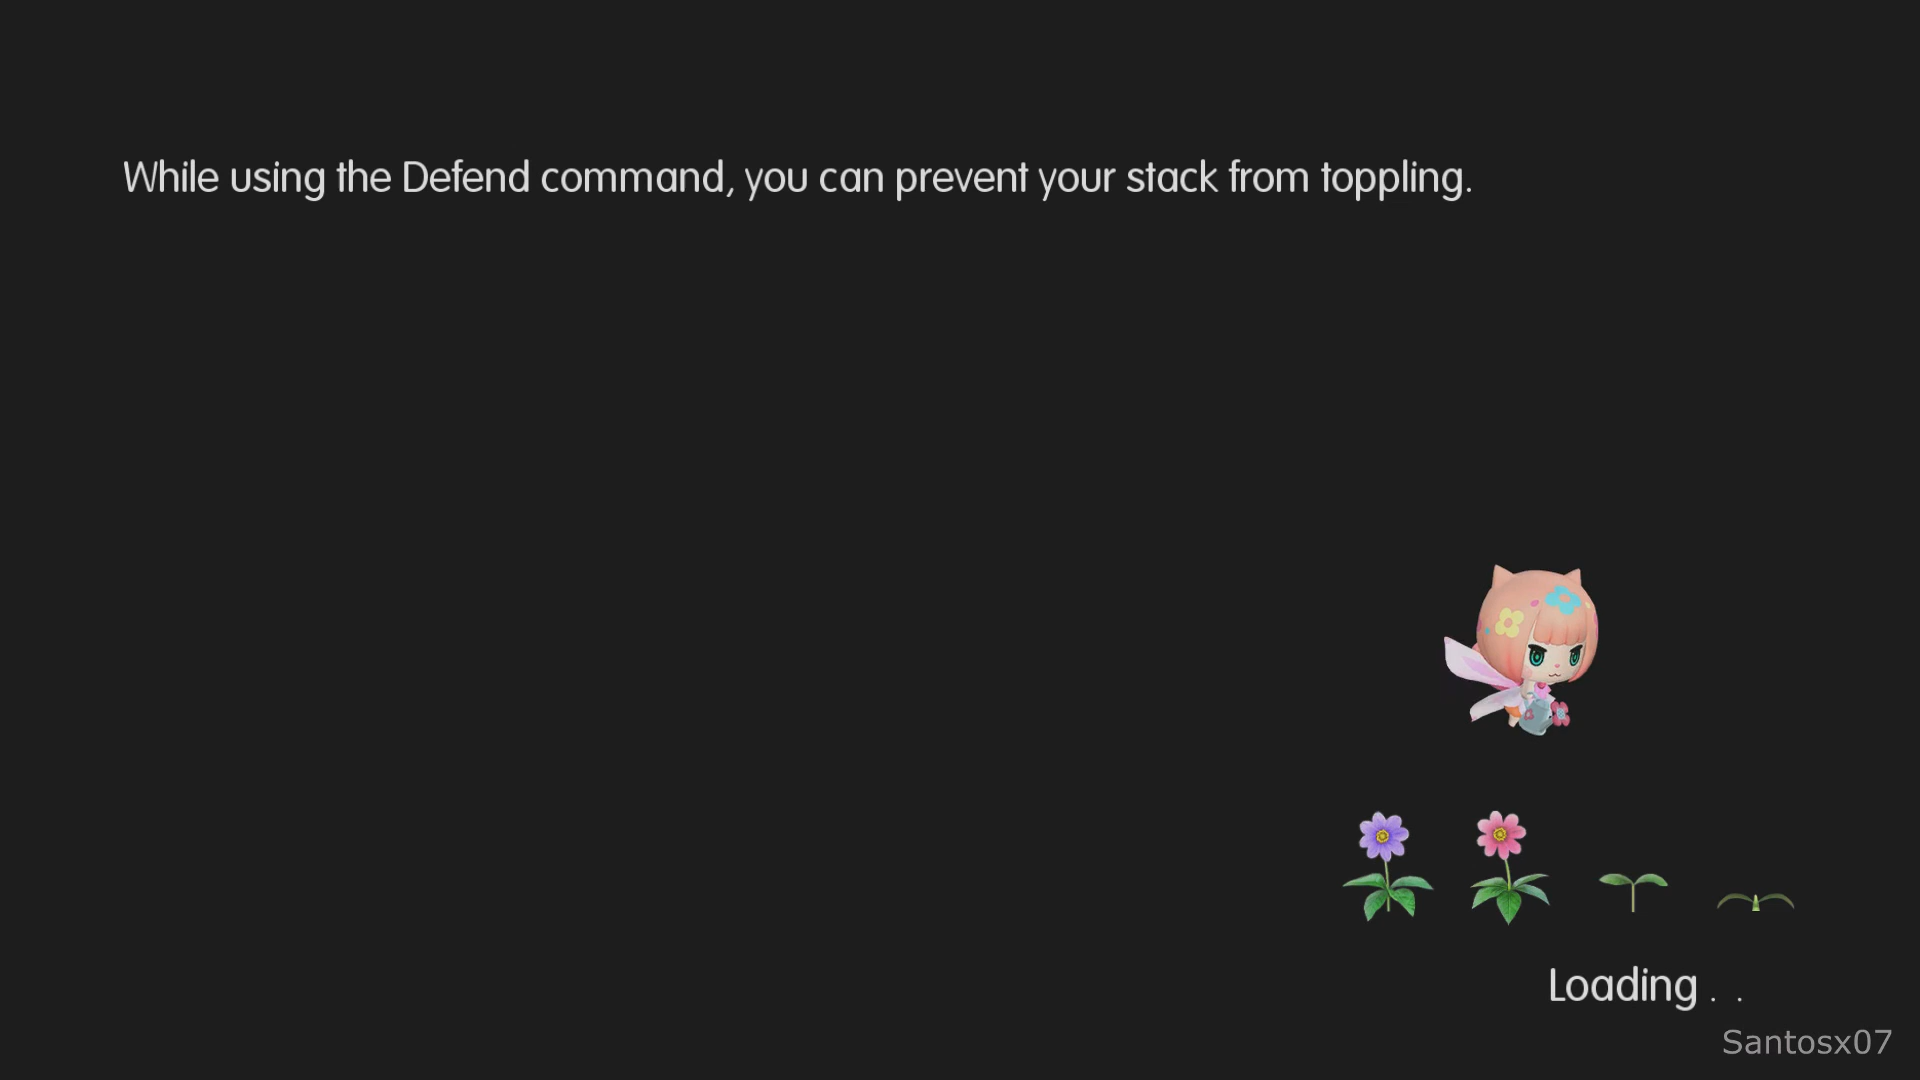 While using the Defend command, you can prevent your stack from toppling.
Loading . .
Santosx07